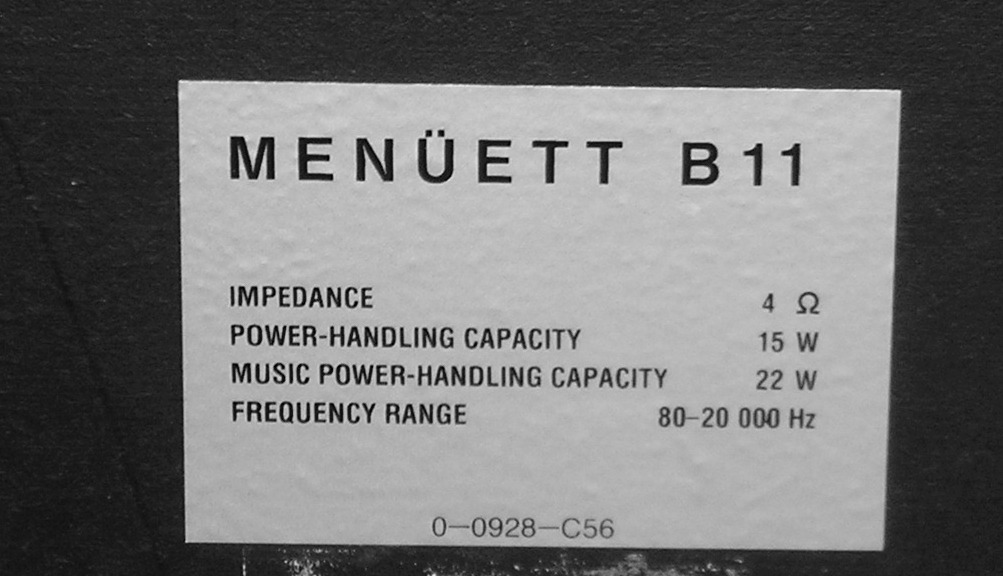 MENÜETT B11
IMPEDANCE 4 Ω
POWER-HANDLING CAPACITY 15 W
MUSIC POWER-HANDLING CAPACITY 22 W
FREQUENCY RANGE 80–20 000 Hz
0–0928–C56